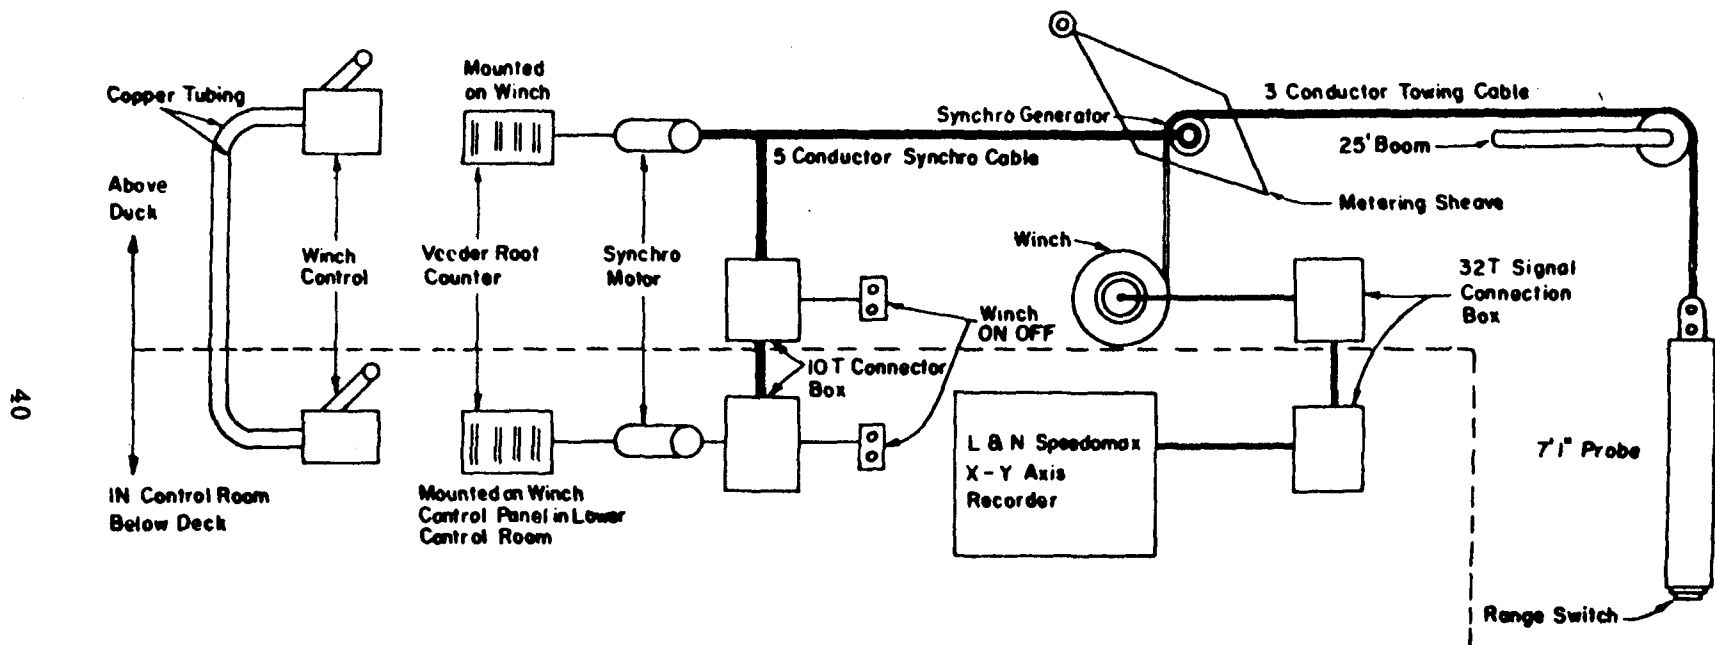 Copper Tubing
Mounted
on Winch
Synchro Generator
3 Conductor Towing Cable
25' Boom
5 Conductor Synchro Cable
Metering Sheave
Above
Duck
Winch
Control
Veeder Root
Counter
Synchro
Motor
Winch
32T Signal
Connection
Box
Winch
ON OFF
10T Connector
Box
L & N Speedomax
X-Y Axis
Recorder
7'1" Probe
IN Control Room
Below Deck
Mounted on Winch
Control Panel in Lower
Control Room
Range Switch
40